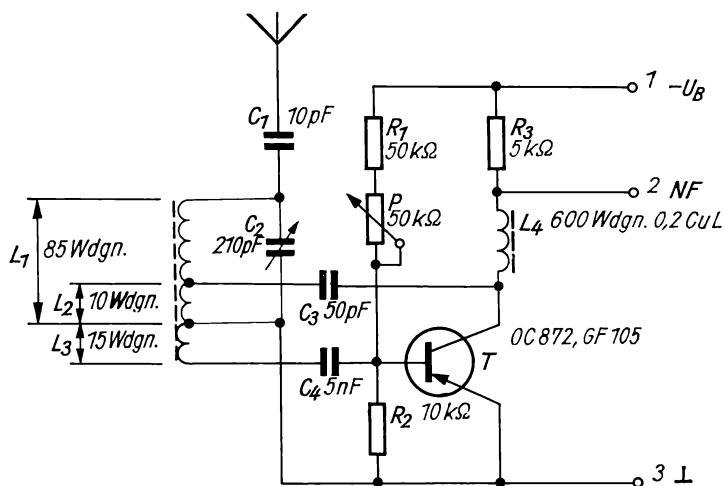 1 -U_B
C1
10pF
R1
50kΩ
R3
5kΩ
2 NF
P
50kΩ
L4 600 Wdgn. 0,2 CuL
C2
210pF
L1
85 Wdgn.
L2
10 Wdgn.
C3 50pF
L3
15 Wdgn.
OC 872, GF 105
T
C4 5nF
R2 10kΩ
3 ⊥